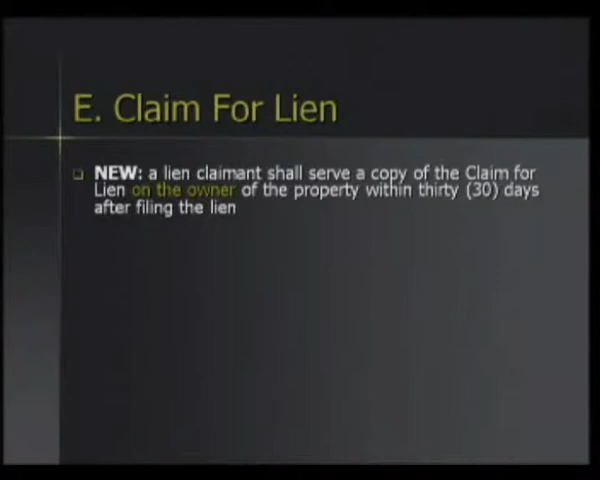 E. Claim For Lien
NEW: a lien claimant shall serve a copy of the Claim for
Lien on the owner of the property within thirty (30) days
after filing the lien